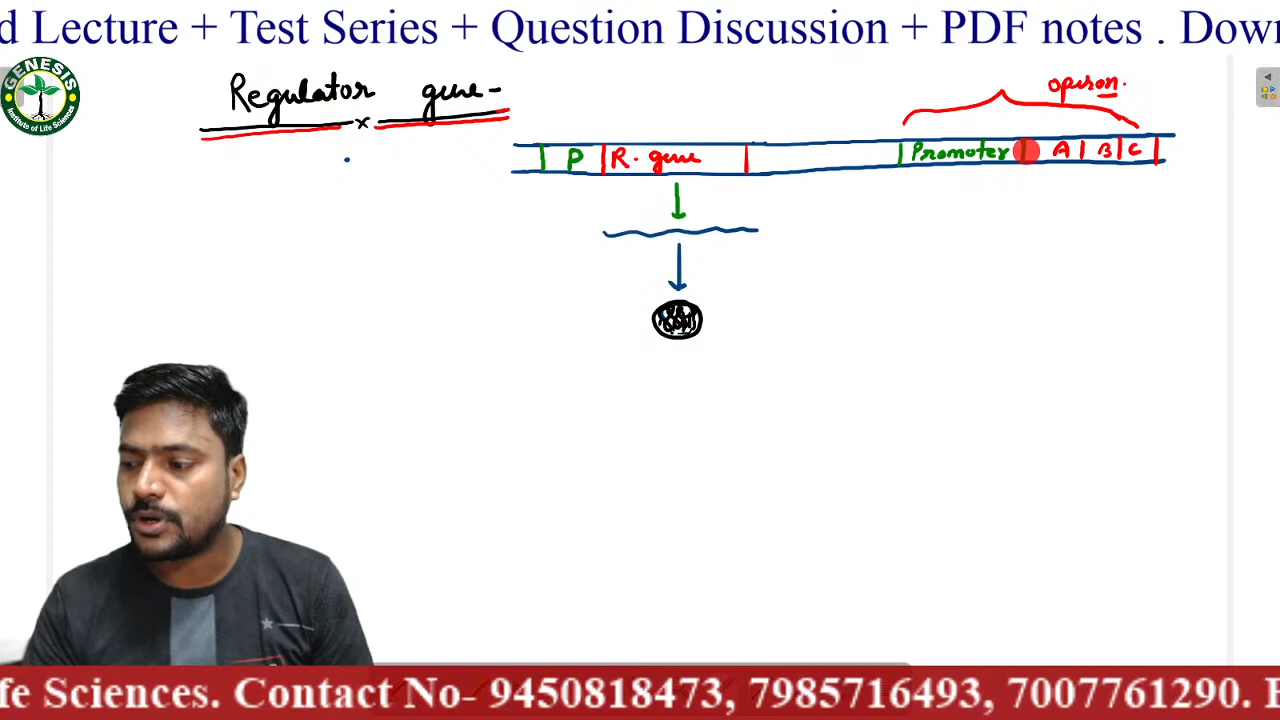 d Lecture + Test Series + Question Discussion + PDF notes . Down
GENESIS
Institute of Life Sciences
Regulator gene-
operon.
P R. gene Promoter A B C
fe Sciences. Contact No- 9450818473, 7985716493, 7007761290. E